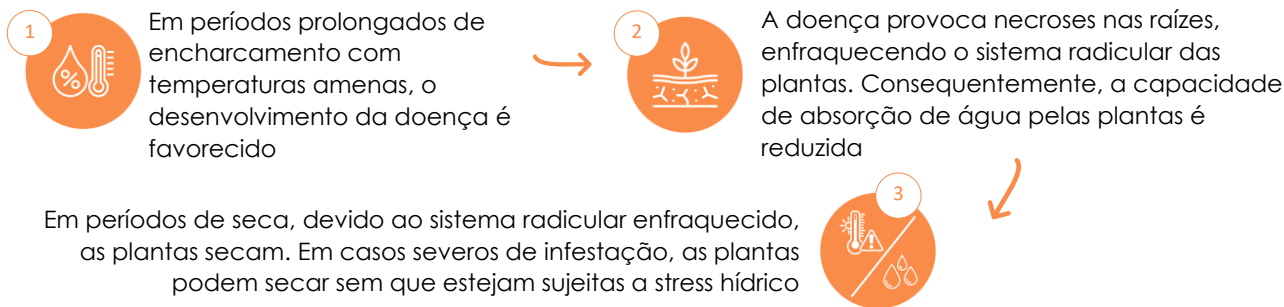 1
Em períodos prolongados de
encharcamento com
temperaturas amenas, o
desenvolvimento da doença é
favorecido
%
2
A doença provoca necroses nas raízes,
enfraquecendo o sistema radicular das
plantas. Consequentemente, a capacidade
de absorção de água pelas plantas é
reduzida
3
Em períodos de seca, devido ao sistema radicular enfraquecido,
as plantas secam. Em casos severos de infestação, as plantas
podem secar sem que estejam sujeitas a stress hídrico